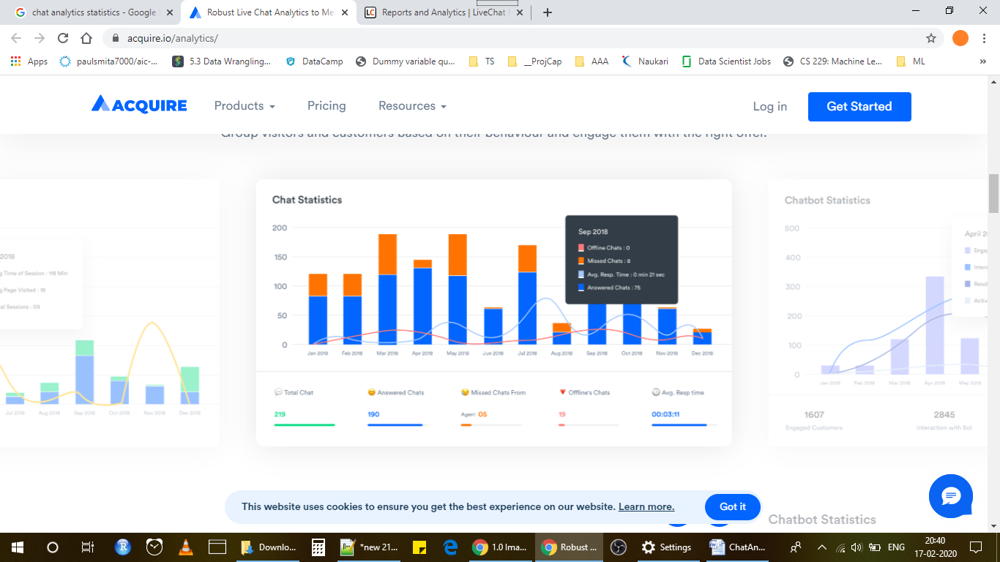 chat analytics statistics - Google
Robust Live Chat Analytics to Me
LC
Reports and Analytics | LiveChat
acquire.io/analytics/
Apps
paulsmita7000/aic-...
5.3 Data Wrangling...
DataCamp
Dummy variable qu...
TS
__ProjCap
AAA
Naukari
Data Scientist Jobs
CS 229: Machine Le...
ML
»
ACQUIRE
Products
Pricing
Resources
Log in
Get Started
Group visitors and customers based on their behaviour and engage them with the right offer.
2018
Time of Session : 118 Min
Page Visited : 18
Sessions : 09
Jul 2018
Aug 2018
Sep 2018
Oct 2018
Nov 2018
Dec 2018
Chat Statistics
200
150
100
50
0
Sep 2018
Offline Chats : 0
Missed Chats : 8
Avg. Resp. Time : 0 min 21 sec
Answered Chats : 75
Jan 2018
Feb 2018
Mar 2018
Apr 2018
May 2018
Jun 2018
Jul 2018
Aug 2018
Sep 2018
Oct 2018
Nov 2018
Dec 2018
Total Chat
219
Answered Chats
190
Missed Chats From
Agent 05
Offline's Chats
19
Avg. Resp time
00:03:11
Chatbot Statistics
500
400
300
200
100
0
April 20
Jan 2018
Feb 2018
Mar 2018
Apr 2018
May 2018
1607
Engaged Customers
2845
Interaction with Bot
This website uses cookies to ensure you get the best experience on our website. Learn more.
Got it
Chatbot Statistics
R
Downlo...
*new 21...
1.0 Ima...
Robust ...
Settings
ChatAn...
ENG
20:40
17-02-2020